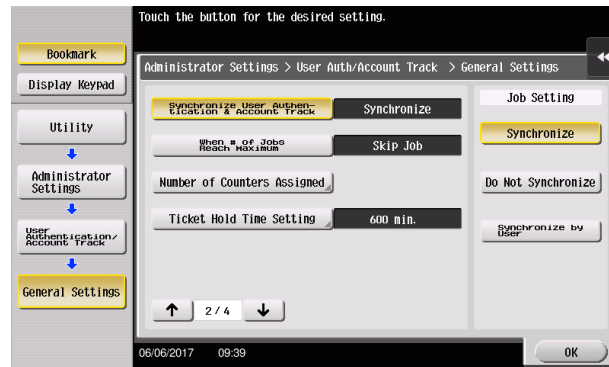 Touch the button for the desired setting.
Bookmark
Display Keypad
Utility
Administrator
Settings
User
Authentication/
Account Track
General Settings
Administrator Settings > User Auth/Account Track > General Settings
Synchronize User Authen-
tication & Account Track
Synchronize
When # of Jobs
Reach Maximum
Skip Job
Number of Counters Assigned
Ticket Hold Time Setting
600 min.
2/4
Job Setting
Synchronize
Do Not Synchronize
Synchronize by
User
06/06/2017 09:39
OK